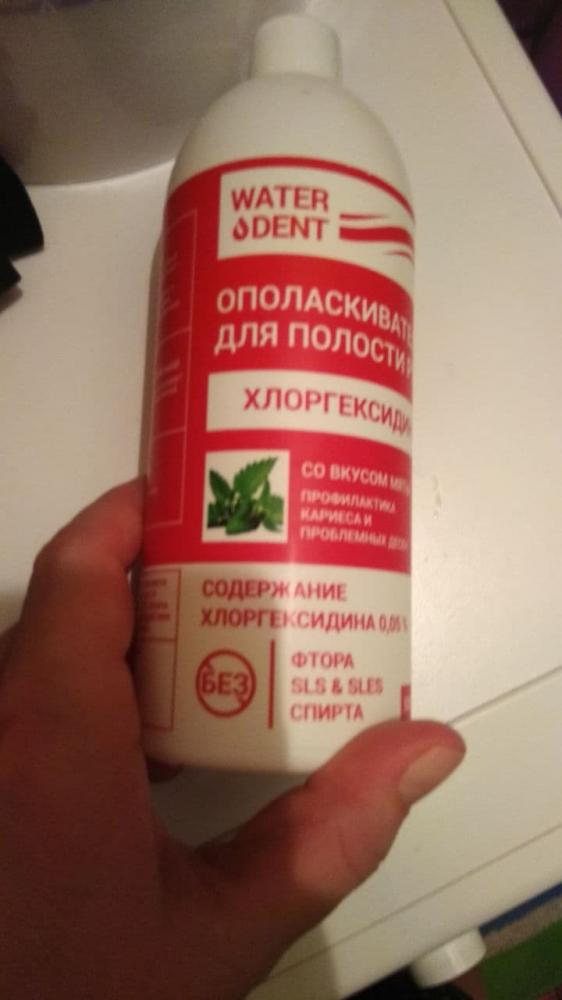 WATER
DENT
ОПОЛАСКИВАТЕ
ДЛЯ ПОЛОСТИ Р
ХЛОРГЕКСИДИН
СО ВКУСОМ МЯТЫ
ПРОФИЛАКТИКА
КАРИЕСА И
ПРОБЛЕМНЫХ ДЕСЕН
СОДЕРЖАНИЕ
ХЛОРГЕКСИДИНА 0,05 %
БЕЗ
ФТОРА
SLS & SLES
СПИРТА